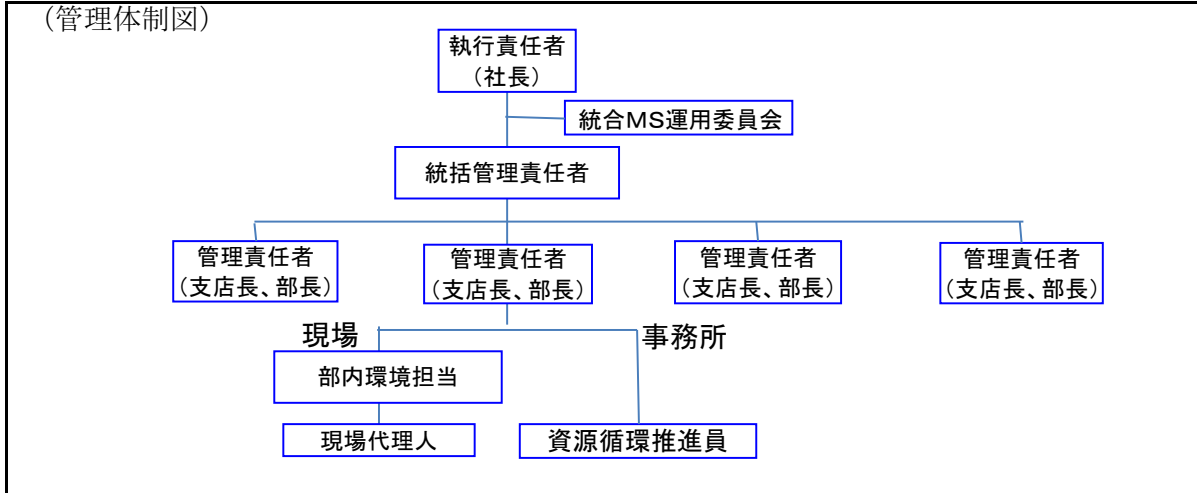 （管理体制図）
執行責任者
（社長）
統合MS運用委員会
統括管理責任者
管理責任者
（支店長、部長）
管理責任者
（支店長、部長）
管理責任者
（支店長、部長）
管理責任者
（支店長、部長）
現場
事務所
部内環境担当
現場代理人
資源循環推進員